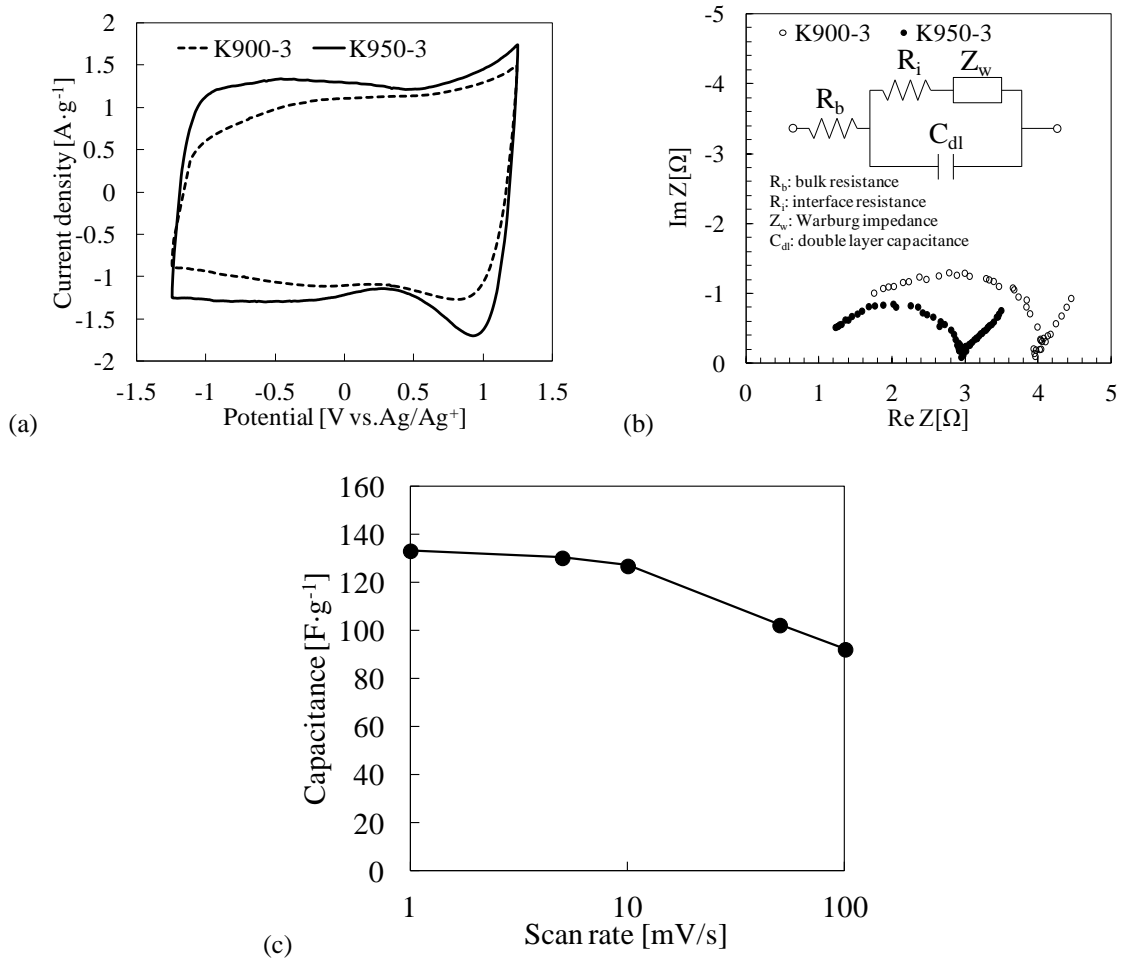 2
1.5
1
0.5
0
-0.5
-1
-1.5
-2
K900-3 K950-3
Current density [A·g⁻¹]
-1.5 -1 -0.5 0 0.5 1 1.5
Potential [V vs.Ag/Ag⁺]
(a)
-5
-4
-3
-2
-1
0
K900-3 K950-3
Rᵢ Z_w
R_b
C_dl
R_b: bulk resistance
Rᵢ: interface resistance
Z_w: Warburg impedance
C_dl: double layer capacitance
Im Z[Ω]
0 1 2 3 4 5
Re Z[Ω]
(b)
160
140
120
100
80
60
40
20
0
Capacitance [F·g⁻¹]
1 10 100
Scan rate [mV/s]
(c)